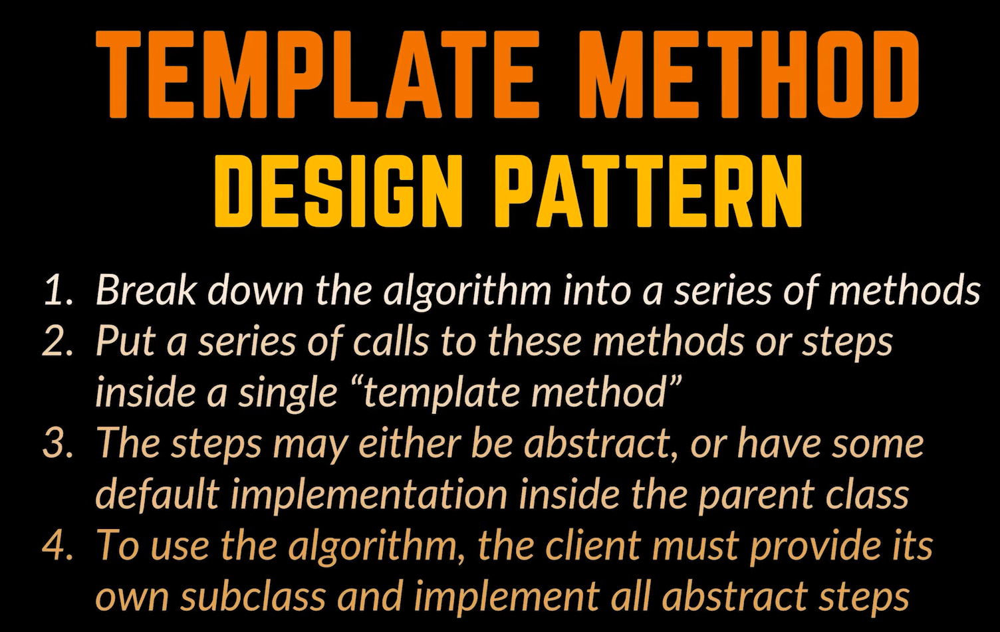 TEMPLATE METHOD
DESIGN PATTERN
1. Break down the algorithm into a series of methods
2. Put a series of calls to these methods or steps
inside a single “template method”
3. The steps may either be abstract, or have some
default implementation inside the parent class
4. To use the algorithm, the client must provide its
own subclass and implement all abstract steps